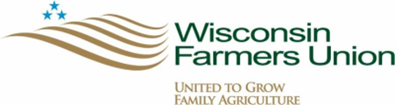 Wisconsin
Farmers Union
United to Grow
Family Agriculture